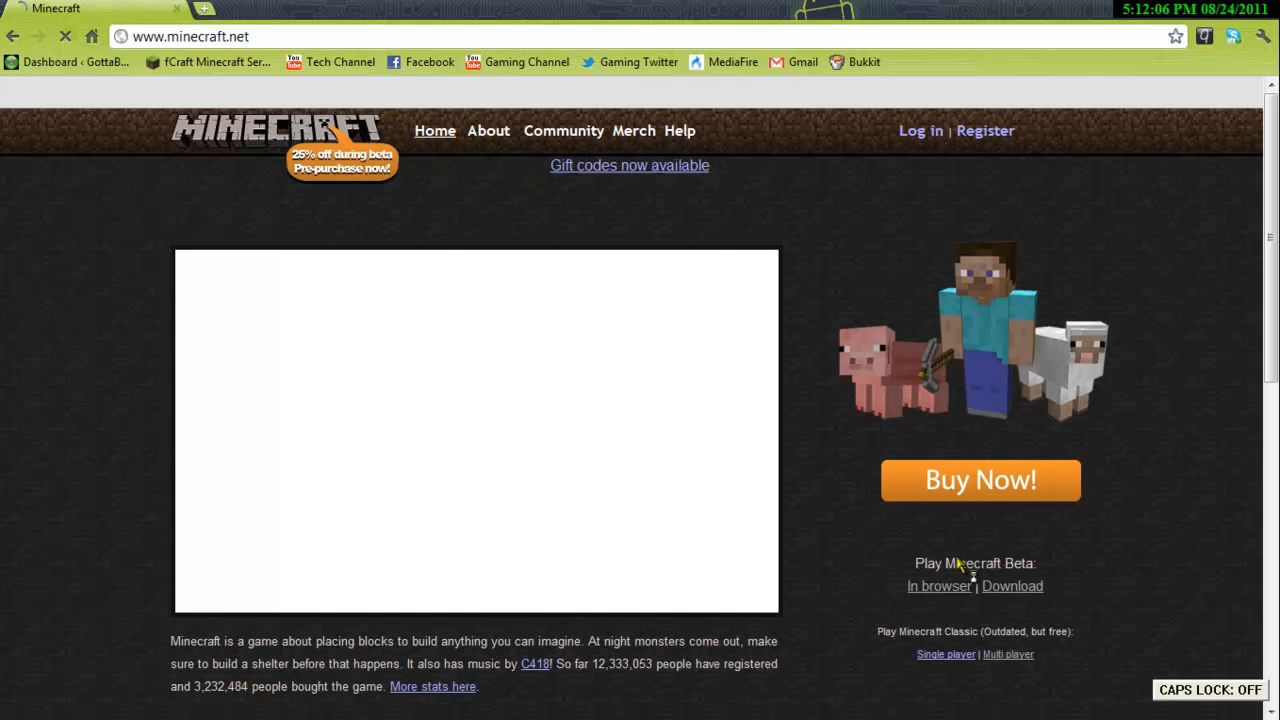 Minecraft
5:12:06 PM 08/24/2011
www.minecraft.net
Dashboard ‹ GottaB... fCraft Minecraft Ser... You Tube Tech Channel Facebook You Tube Gaming Channel Gaming Twitter MediaFire Gmail Bukkit
MINECRAFT Home About Community Merch Help Log in | Register
25% off during beta
Pre-purchase now!
Gift codes now available
Buy Now!
Play Minecraft Beta:
In browser | Download
Play Minecraft Classic (Outdated, but free):
Single player | Multi player
Minecraft is a game about placing blocks to build anything you can imagine. At night monsters come out, make
sure to build a shelter before that happens. It also has music by C418! So far 12,333,053 people have registered
and 3,232,484 people bought the game. More stats here.
CAPS LOCK: OFF